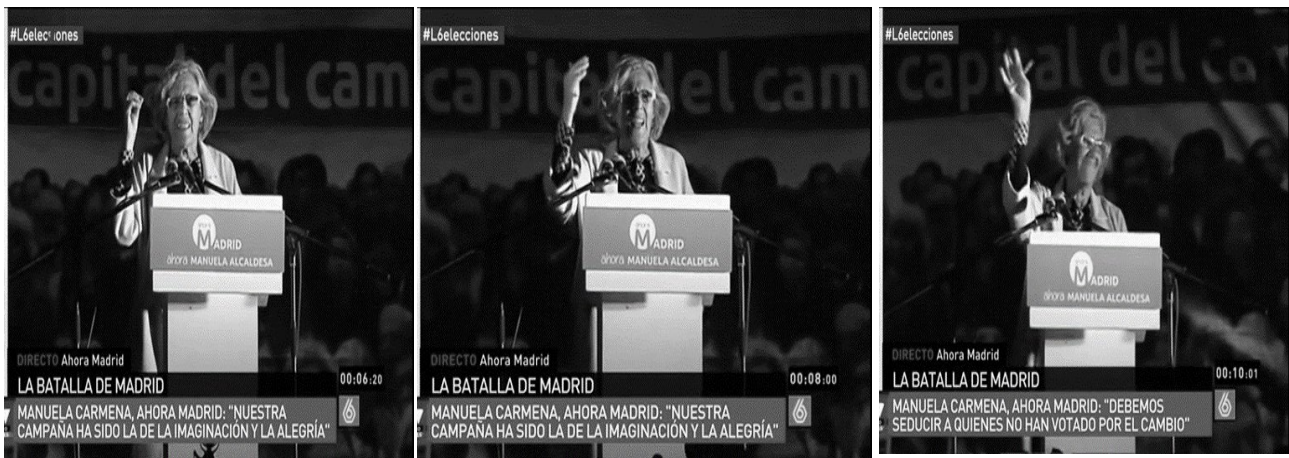 #L6elecciones
capital del cam
MADRID
ahora MANUELA ALCALDESA
DIRECTO Ahora Madrid
LA BATALLA DE MADRID
00:06:20
MANUELA CARMENA, AHORA MADRID: "NUESTRA
CAMPAÑA HA SIDO LA DE LA IMAGINACIÓN Y LA ALEGRÍA"
6
#L6elecciones
capital del cam
MADRID
ahora MANUELA ALCALDESA
DIRECTO Ahora Madrid
LA BATALLA DE MADRID
00:08:00
MANUELA CARMENA, AHORA MADRID: "NUESTRA
CAMPAÑA HA SIDO LA DE LA IMAGINACIÓN Y LA ALEGRÍA"
6
#L6elecciones
capital del ca
MADRID
ahora MANUELA ALCALDESA
DIRECTO Ahora Madrid
LA BATALLA DE MADRID
00:10:01
MANUELA CARMENA, AHORA MADRID: "DEBEMOS
SEDUCIR A QUIENES NO HAN VOTADO POR EL CAMBIO"
6